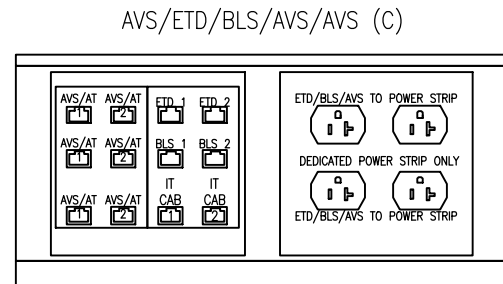 AVS/ETD/BLS/AVS/AVS (C)
AVS/AT AVS/AT ETD 1 ETD 2
1 2
AVS/AT AVS/AT BLS 1 BLS 2
1 2
IT IT
AVS/AT AVS/AT CAB CAB
1 2 1 2
ETD/BLS/AVS TO POWER STRIP
DEDICATED POWER STRIP ONLY
ETD/BLS/AVS TO POWER STRIP